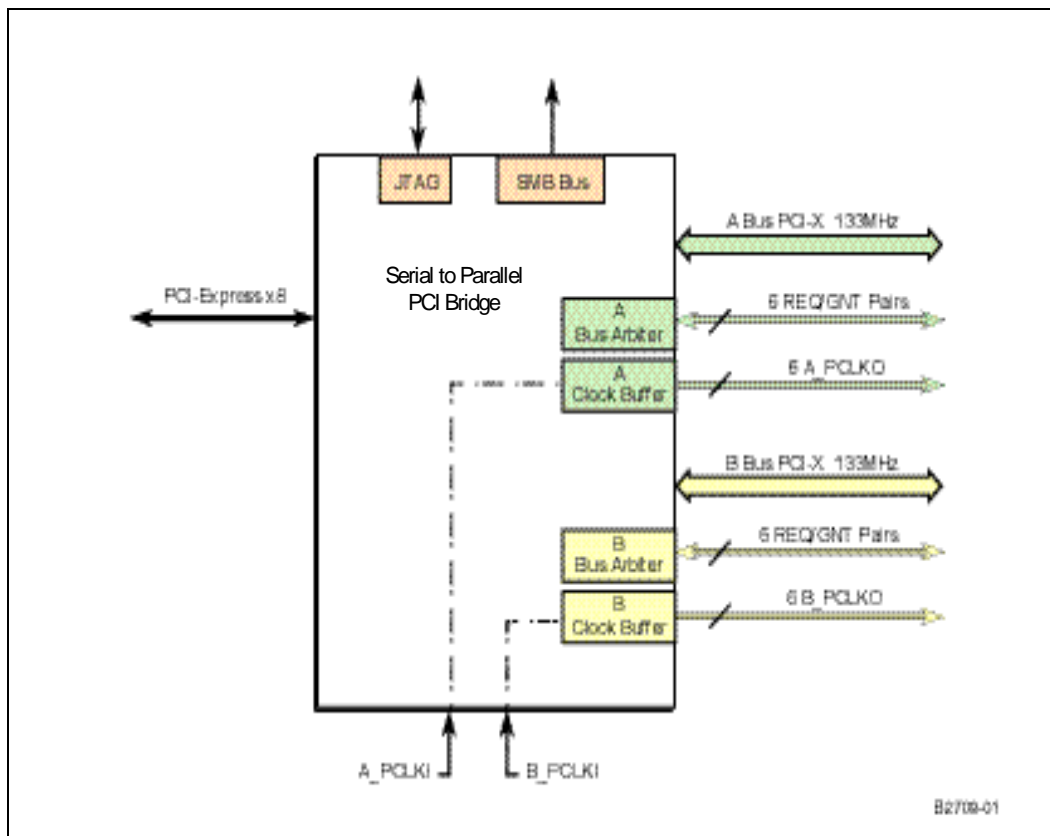 JTAG
SMB Bus
A Bus PCI-X 133MHz
Serial to Parallel
PCI Bridge
PCI-Express x8
A
Bus Arbiter
6 REQ/GNT Pairs
A
Clock Buffer
6 A_PCLKO
B Bus PCI-X 133MHz
B
Bus Arbiter
6 REQ/GNT Pairs
B
Clock Buffer
6 B_PCLKO
A_PCLKI
B_PCLKI
B2709-01